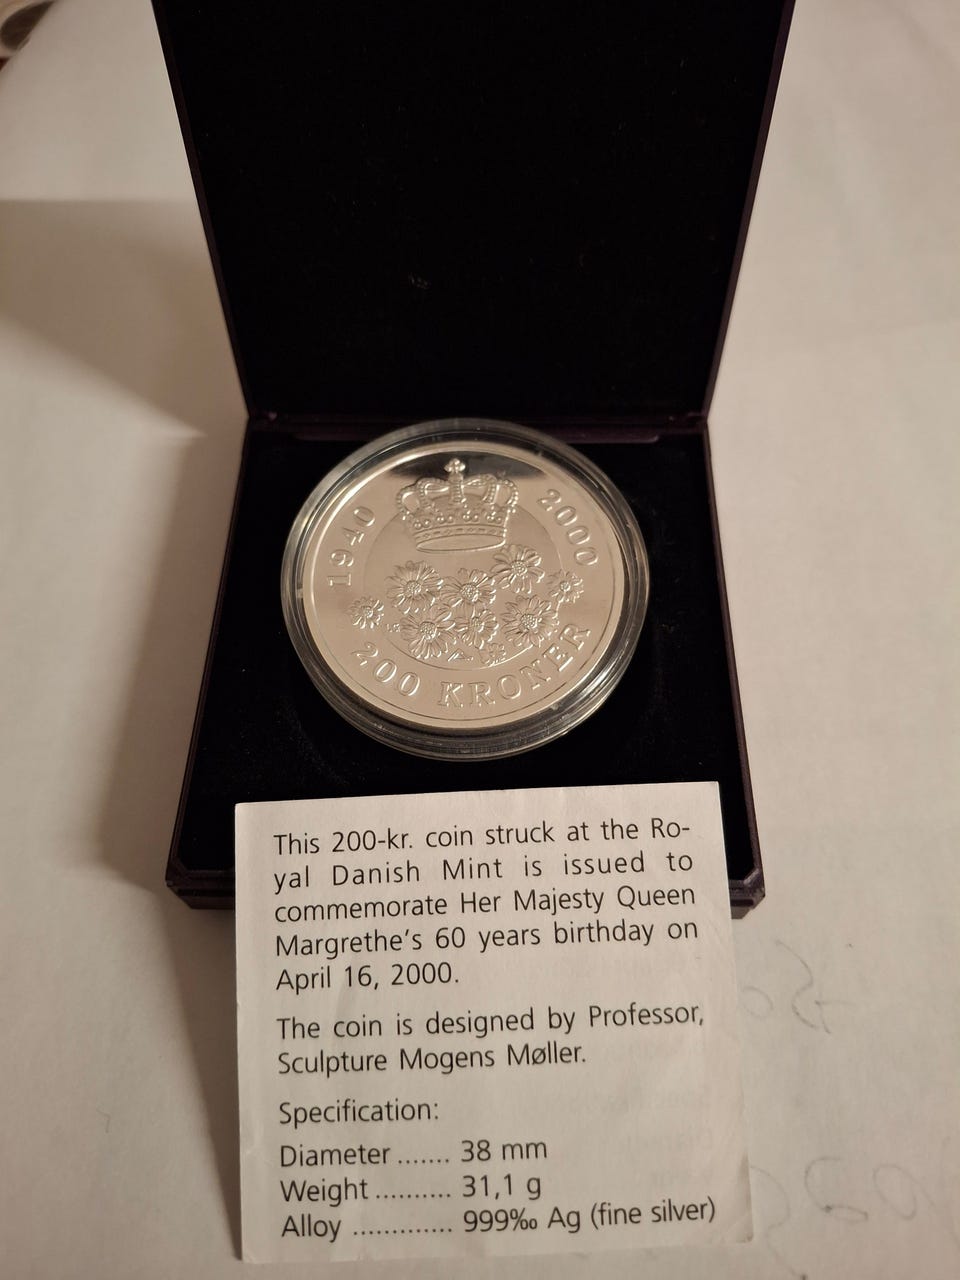 1940 2000
200 KRONER
This 200-kr. coin struck at the Ro-
yal Danish Mint is issued to
commemorate Her Majesty Queen
Margrethe's 60 years birthday on
April 16, 2000.
The coin is designed by Professor,
Sculpture Mogens Møller.
Specification:
Diameter ....... 38 mm
Weight .......... 31,1 g
Alloy ............. 999‰ Ag (fine silver)